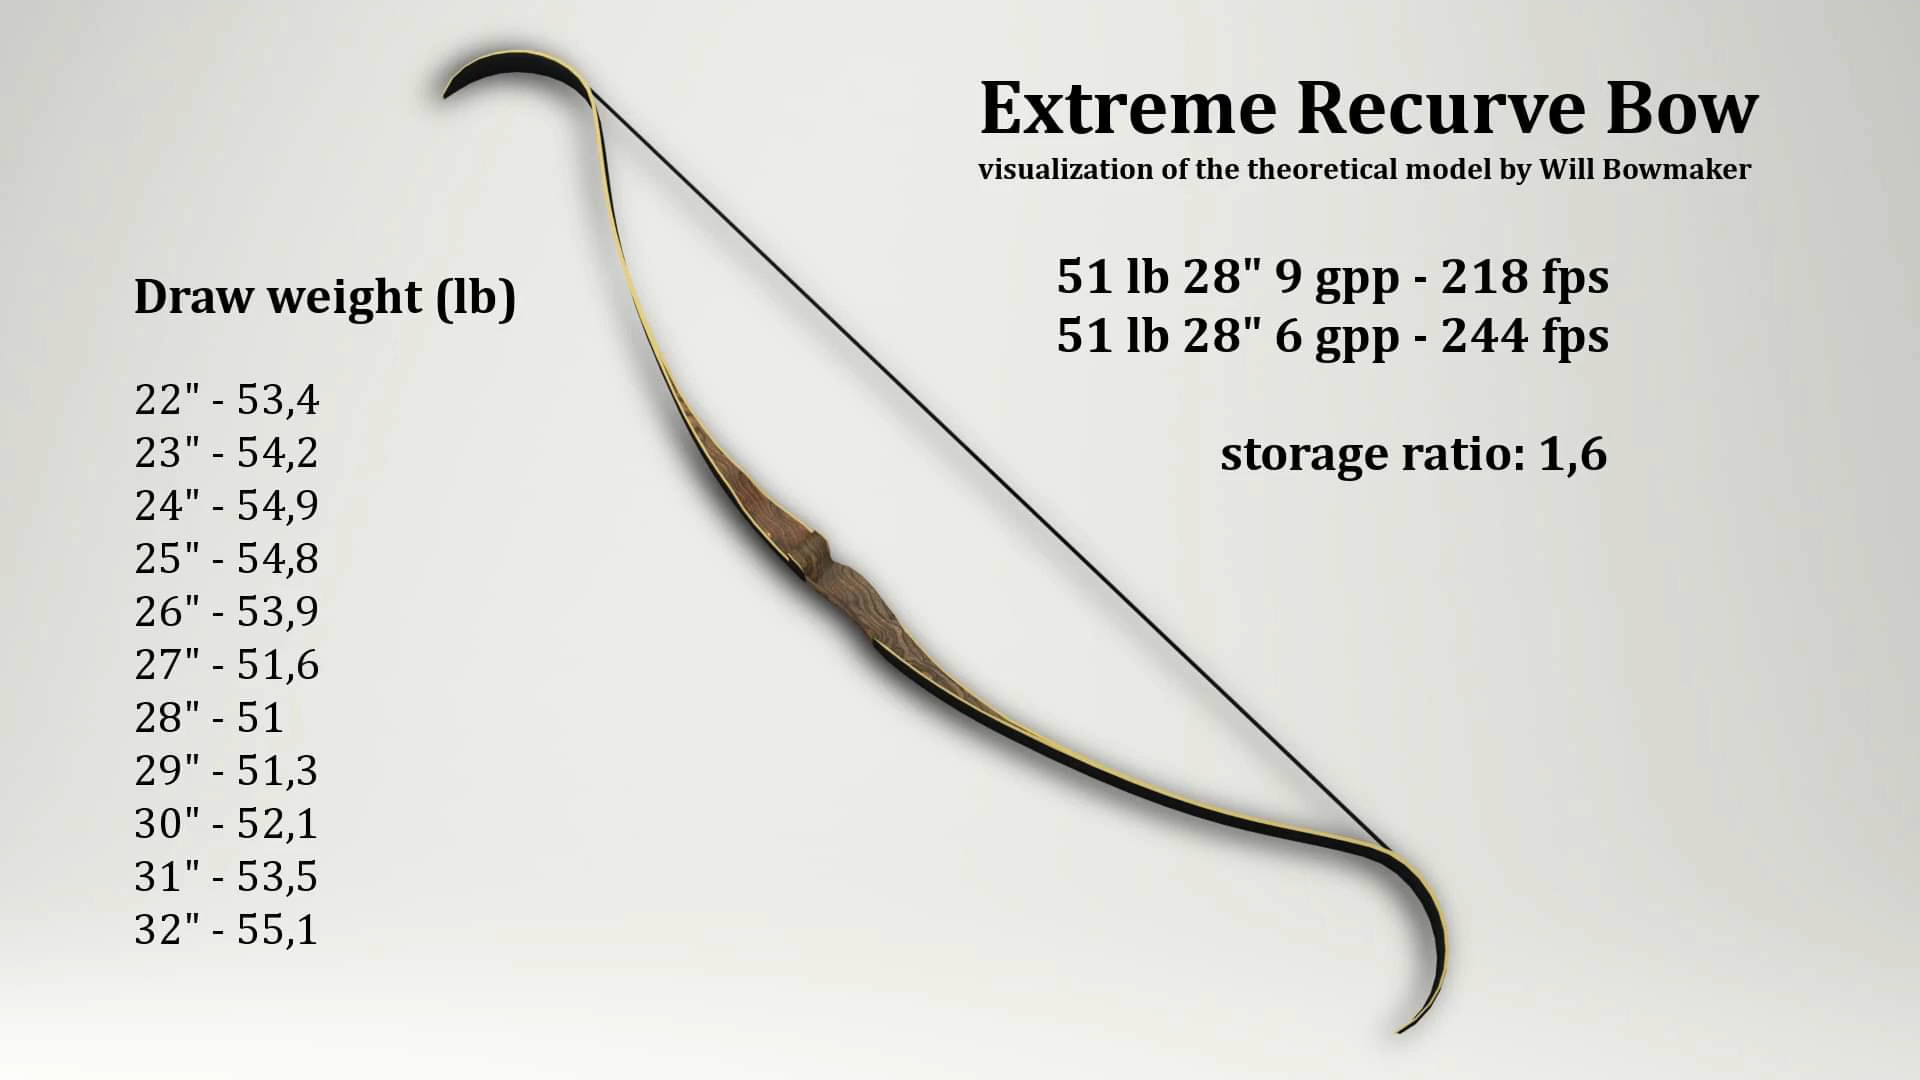 Extreme Recurve Bow
visualization of the theoretical model by Will Bowmaker
51 lb 28" 9 gpp - 218 fps
51 lb 28" 6 gpp - 244 fps
storage ratio: 1,6
Draw weight (lb)
22" - 53,4
23" - 54,2
24" - 54,9
25" - 54,8
26" - 53,9
27" - 51,6
28" - 51
29" - 51,3
30" - 52,1
31" - 53,5
32" - 55,1